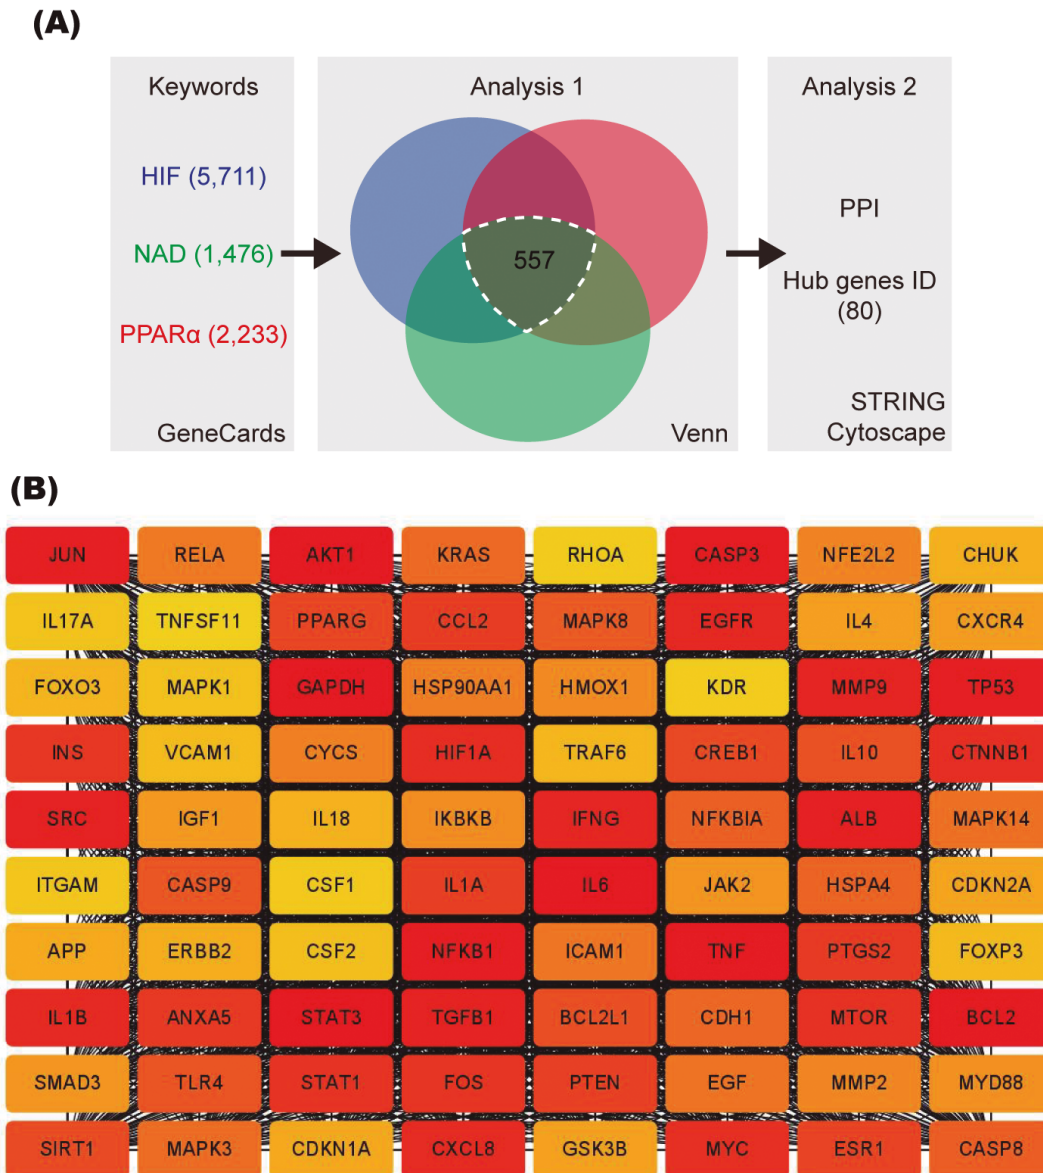 (A)
Keywords
HIF (5,711)
NAD (1,476)
PPARα (2,233)
GeneCards
Analysis 1
557
Venn
Analysis 2
PPI
Hub genes ID
(80)
STRING
Cytoscape
(B)
JUN RELA AKT1 KRAS RHOA CASP3 NFE2L2 CHUK
IL17A TNFSF11 PPARG CCL2 MAPK8 EGFR IL4 CXCR4
FOXO3 MAPK1 GAPDH HSP90AA1 HMOX1 KDR MMP9 TP53
INS VCAM1 CYCS HIF1A TRAF6 CREB1 IL10 CTNNB1
SRC IGF1 IL18 IKBKB IFNG NFKBIA ALB MAPK14
ITGAM CASP9 CSF1 IL1A IL6 JAK2 HSPA4 CDKN2A
APP ERBB2 CSF2 NFKB1 ICAM1 TNF PTGS2 FOXP3
IL1B ANXA5 STAT3 TGFB1 BCL2L1 CDH1 MTOR BCL2
SMAD3 TLR4 STAT1 FOS PTEN EGF MMP2 MYD88
SIRT1 MAPK3 CDKN1A CXCL8 GSK3B MYC ESR1 CASP8